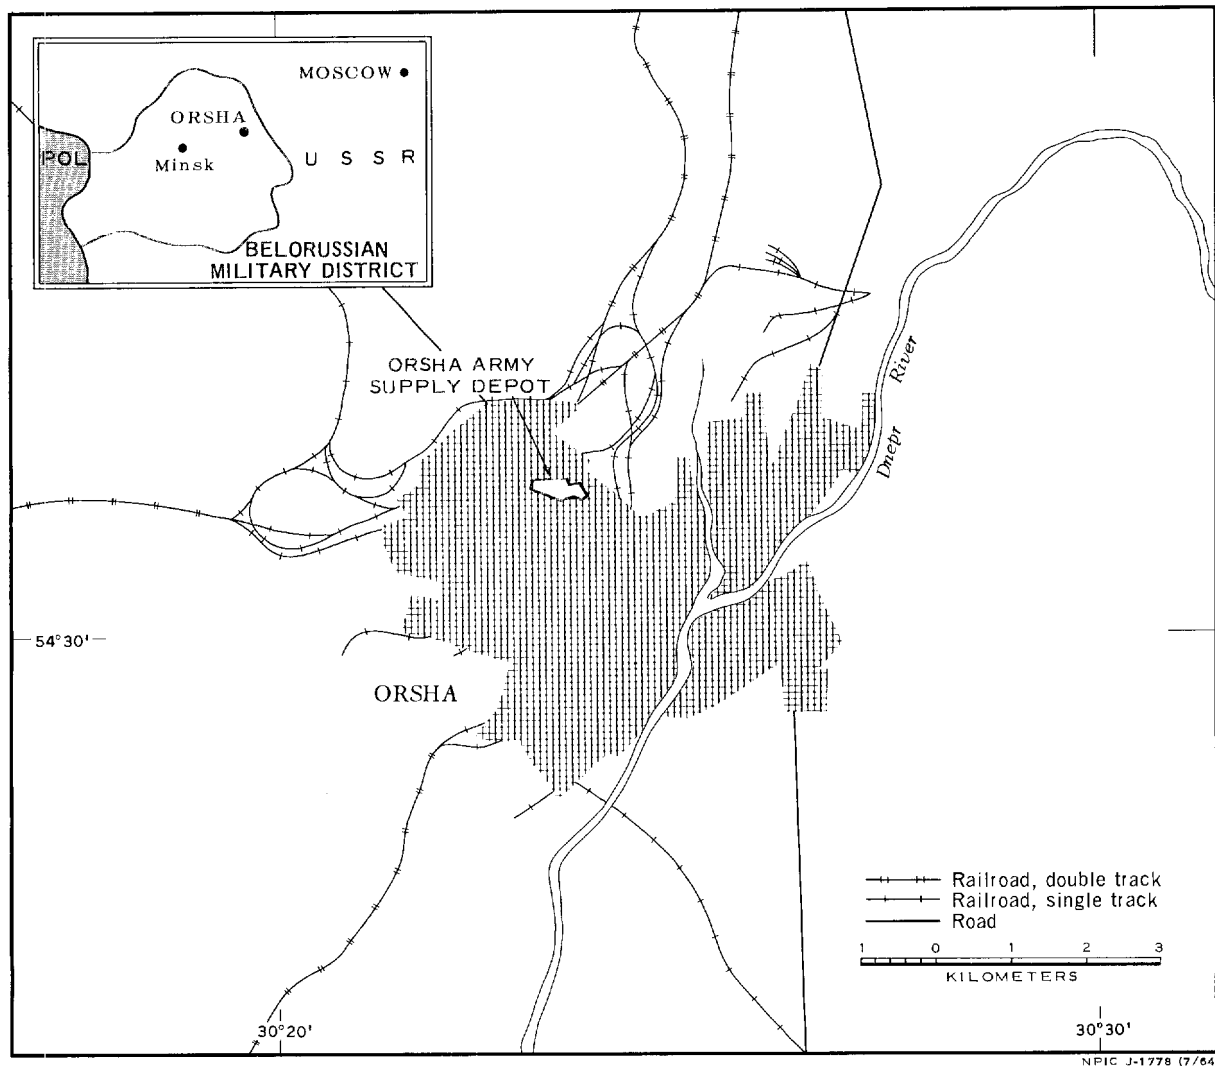 MOSCOW
ORSHA
POL
Minsk
U S S R
BELORUSSIAN
MILITARY DISTRICT
ORSHA ARMY
SUPPLY DEPOT
River
Dnepr
54°30'
ORSHA
Railroad, double track
Railroad, single track
Road
1 0 1 2 3
KILOMETERS
30°20'
30°30'
NPIC J-1778 (7/64